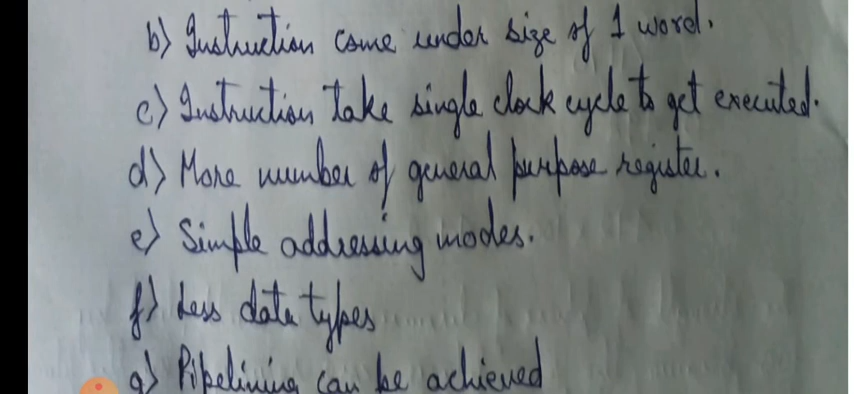 b) Instruction come under size of 1 word.
c) Instruction take single clock cycle to get executed.
d) More number of general purpose register.
e) Simple addressing modes.
f) Less data types
g) Pipelining can be achieved